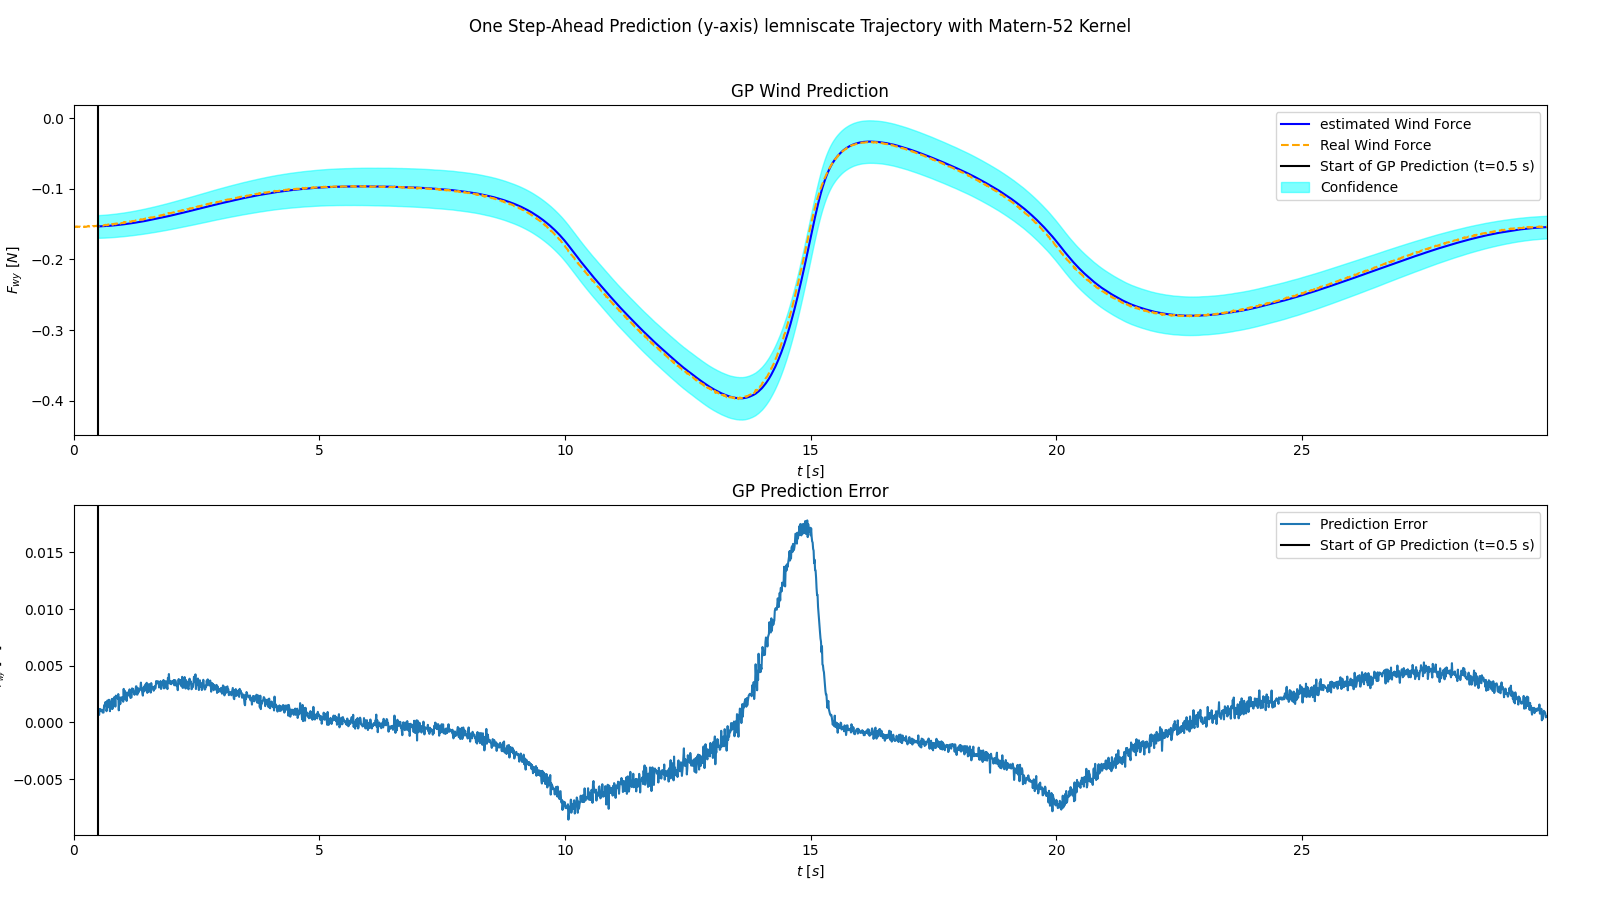 One Step-Ahead Prediction (y-axis) lemniscate Trajectory with Matern-52 Kernel
GP Wind Prediction
estimated Wind Force
Real Wind Force
Start of GP Prediction (t=0.5 s)
Confidence
0.0
−0.1
−0.2
−0.3
−0.4
F_wy [N]
0 5 10 15 20 25
t [s]
GP Prediction Error
Prediction Error
Start of GP Prediction (t=0.5 s)
0.015
0.010
0.005
0.000
−0.005
0 5 10 15 20 25
t [s]